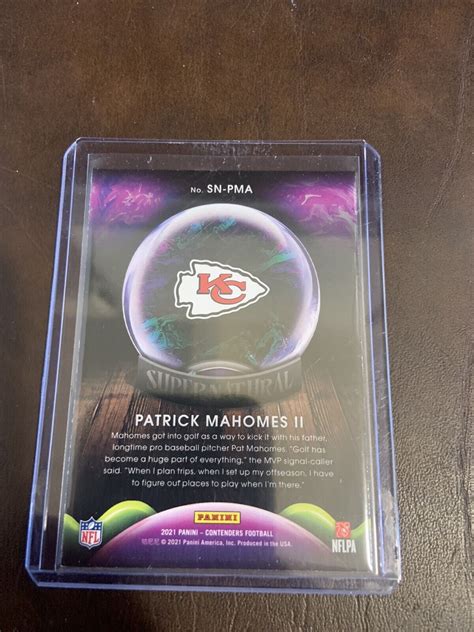 No. SN-PMA
KC
SUPERNATURAL
PATRICK MAHOMES II
Mahomes got into golf as a way to kick it with his father,
longtime pro baseball pitcher Pat Mahomes. "Golf has
become a huge part of everything," the MVP signal-caller
said. "When I plan trips, when I set up my offseason, I have
to figure out places to play when I'm there."
PANINI
2021 PANINI - CONTENDERS FOOTBALL
© 2021 Panini America, Inc. Produced in the USA.
NFL
NFLPA